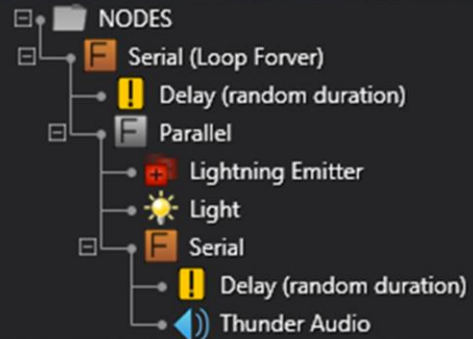 NODES
F Serial (Loop Forver)
! Delay (random duration)
F Parallel
Lightning Emitter
Light
F Serial
! Delay (random duration)
Thunder Audio